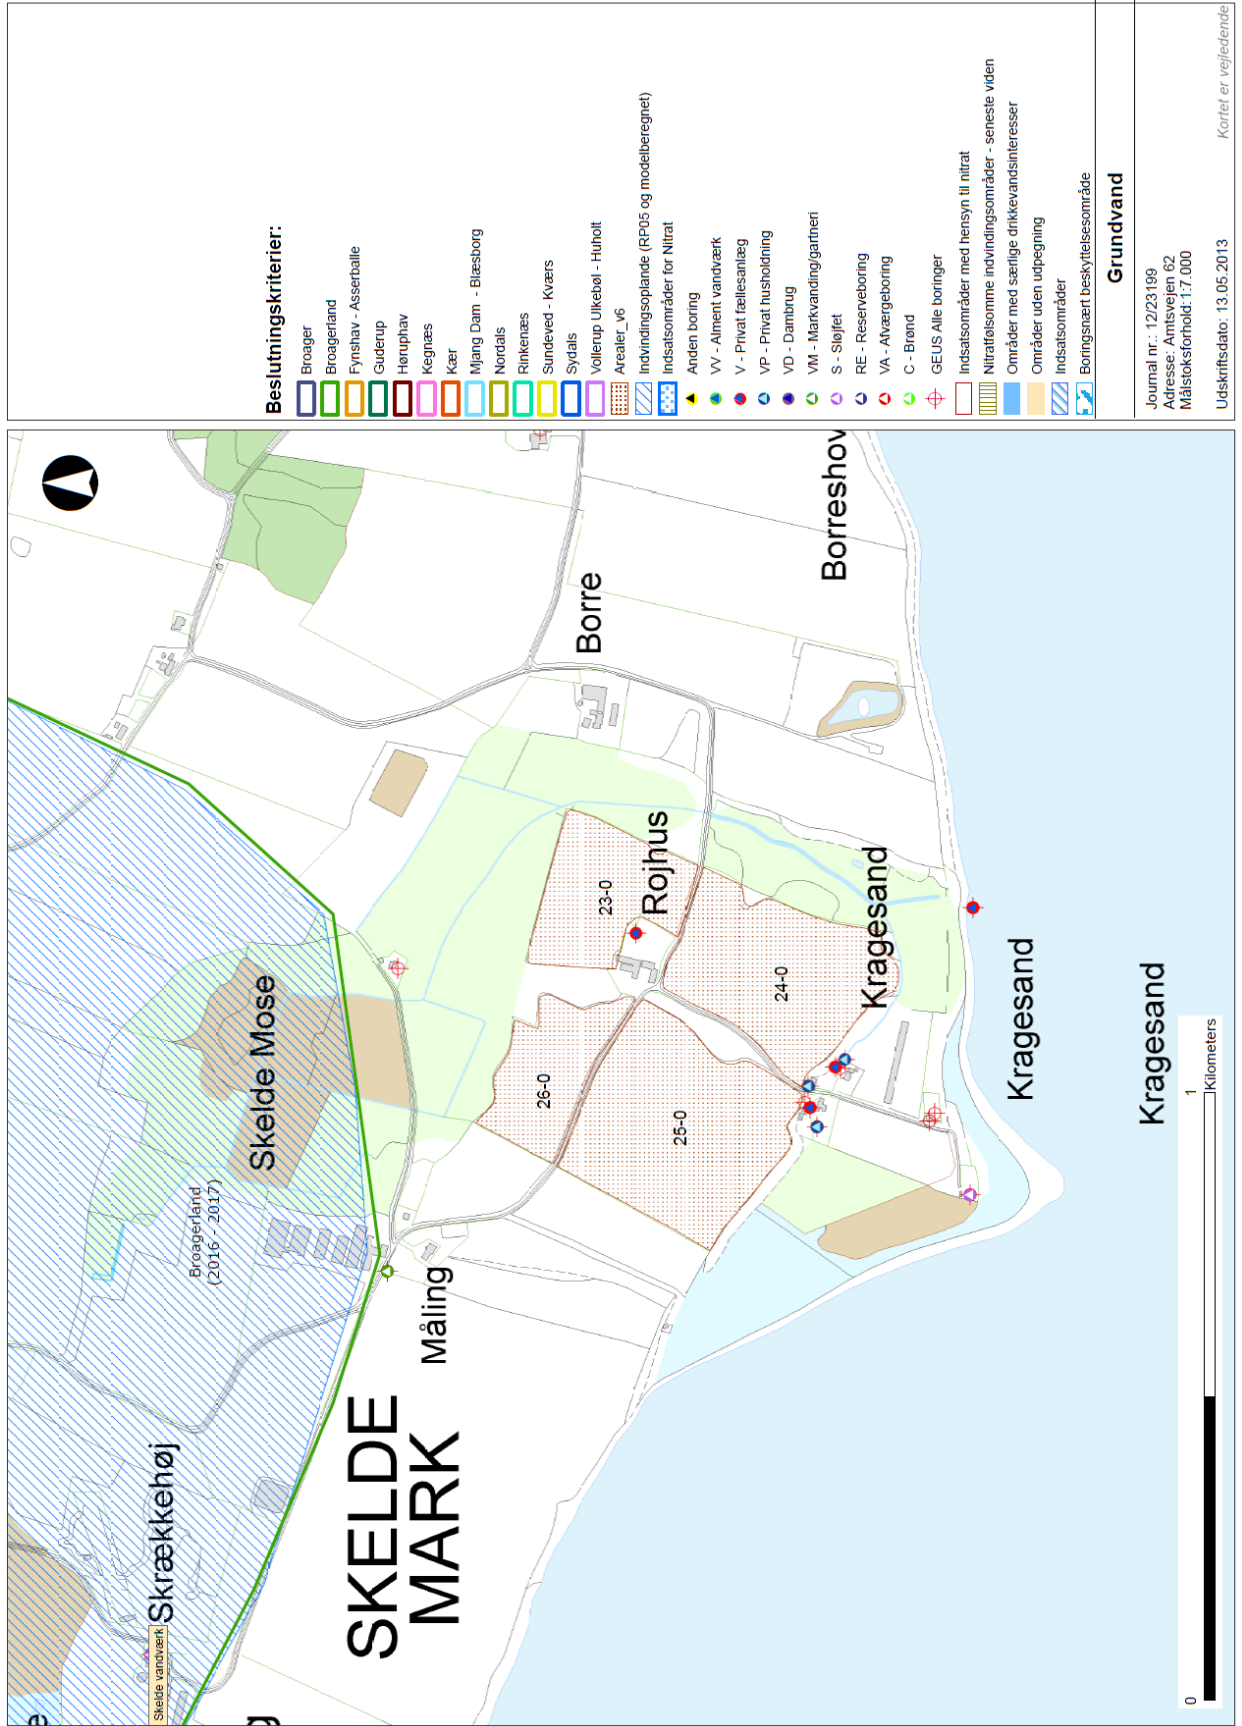 Skelde Mose
Broagerland
(2016 - 2017)
Skrækkehøj
Skelde vandværk
SKELDE
MARK
Måling
Borre
Borreshov
Rojhus
23-0
24-0
25-0
26-0
Kragesand
Kragesand
Kragesand
0
1
Kilometers
Beslutningskriterier:
Broager
Broagerland
Fynshav - Asserballe
Guderup
Høruphav
Kegnæs
Kær
Mjang Dam - Blæsborg
Nordals
Rinkenæs
Sundeved - Kværs
Sydals
Vollerup Ulkebøl - Huholt
Arealer_v6
Indvindingsoplande (RP05 og modelberegnet)
Indsatsområder for Nitrat
Anden boring
VV - Alment vandværk
V - Privat fællesanlæg
VP - Privat husholdning
VD - Dambrug
VM - Markvanding/gartneri
S - Sløjfet
RE - Reserveboring
VA - Afværgeboring
C - Brønd
GEUS Alle boringer
Indsatsområder med hensyn til nitrat
Nitratfølsomme indvindingsområder - seneste viden
Områder med særlige drikkevandsinteresser
Områder uden udpegning
Indsatsområder
Boringsnært beskyttelsesområde
Grundvand
Journal nr.: 12/23199
Adresse: Amtsvejen 62
Målstoksforhold:1:7.000
Udskriftsdato: 13.05.2013
Kortet er vejledende